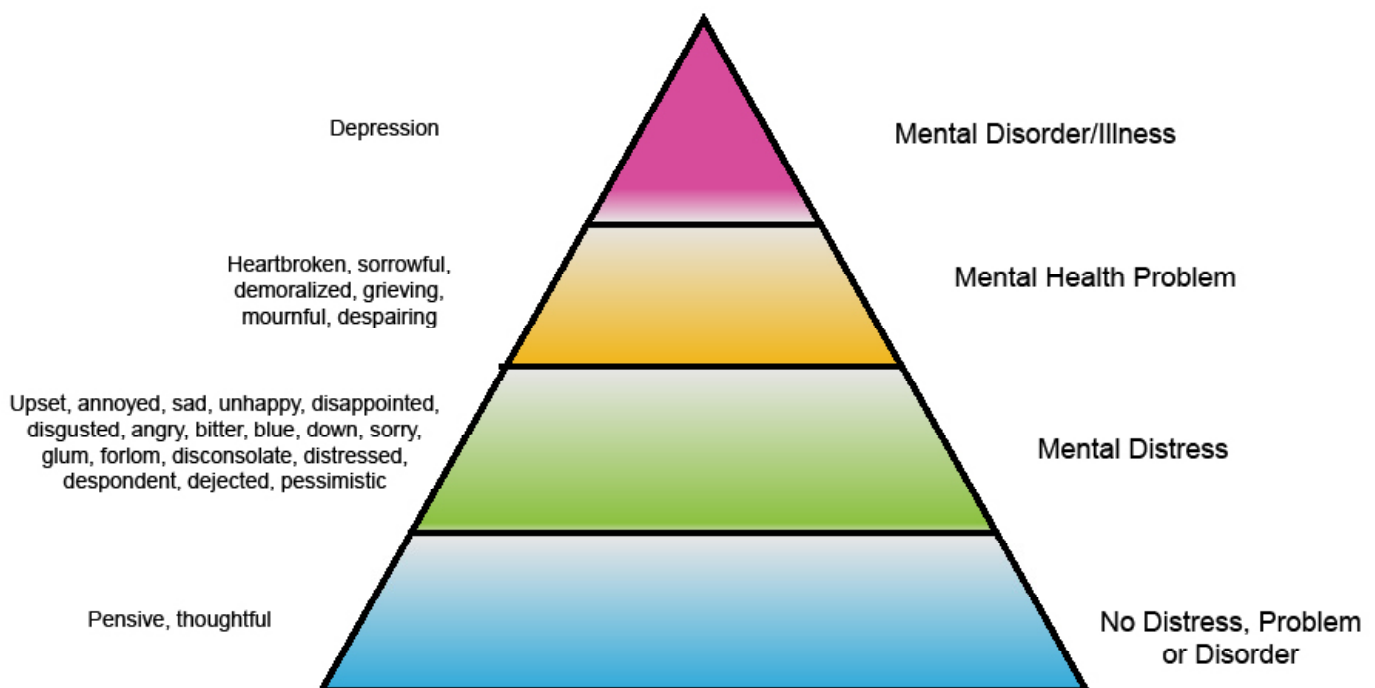 Depression
Mental Disorder/Illness
Heartbroken, sorrowful,
demoralized, grieving,
mournful, despairing
Mental Health Problem
Upset, annoyed, sad, unhappy, disappointed,
disgusted, angry, bitter, blue, down, sorry,
glum, forlom, disconsolate, distressed,
despondent, dejected, pessimistic
Mental Distress
Pensive, thoughtful
No Distress, Problem
or Disorder